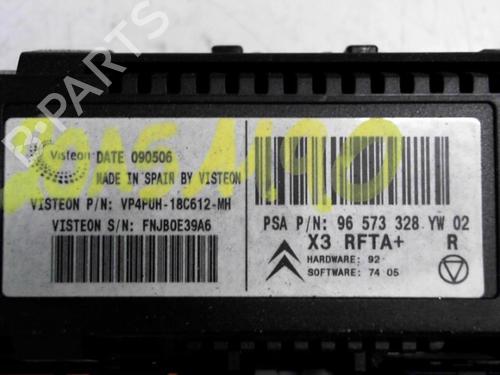 Visteon DATE 090506
MADE IN SPAIR BY VISTEON
VISTEON P/N: VP4PUH-18C612-MH
VISTEON S/N: FNJB0E39A6
PSA P/N: 96 573 328 YW 02
X3 RFTA+ R
HARDWARE: 92
SOFTWARE: 74 05
B-PARTS